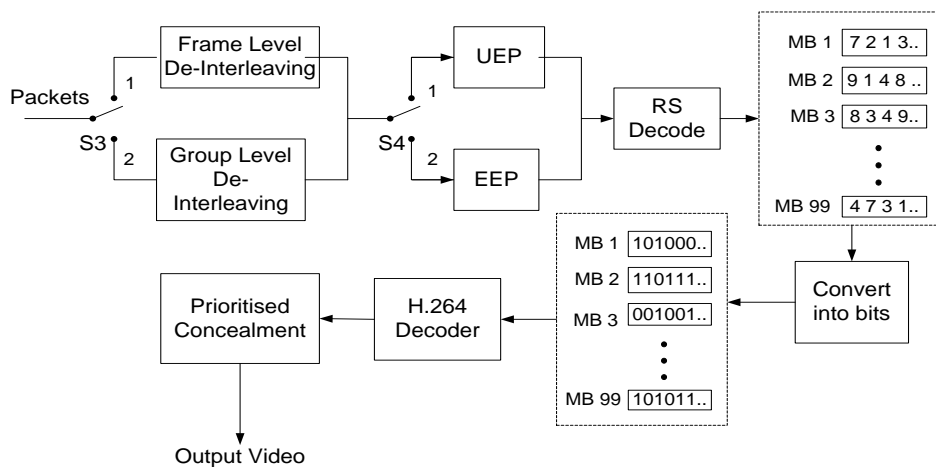 Packets
S3
1
2
Frame Level
De-Interleaving
Group Level
De-
Interleaving
S4
1
2
UEP
EEP
RS
Decode
MB 1 7 2 1 3..
MB 2 9 1 4 8 ..
MB 3 8 3 4 9..
MB 99 4 7 3 1..
Convert
into bits
MB 1 101000..
MB 2 110111..
MB 3 001001..
MB 99 101011..
H.264
Decoder
Prioritised
Concealment
Output Video